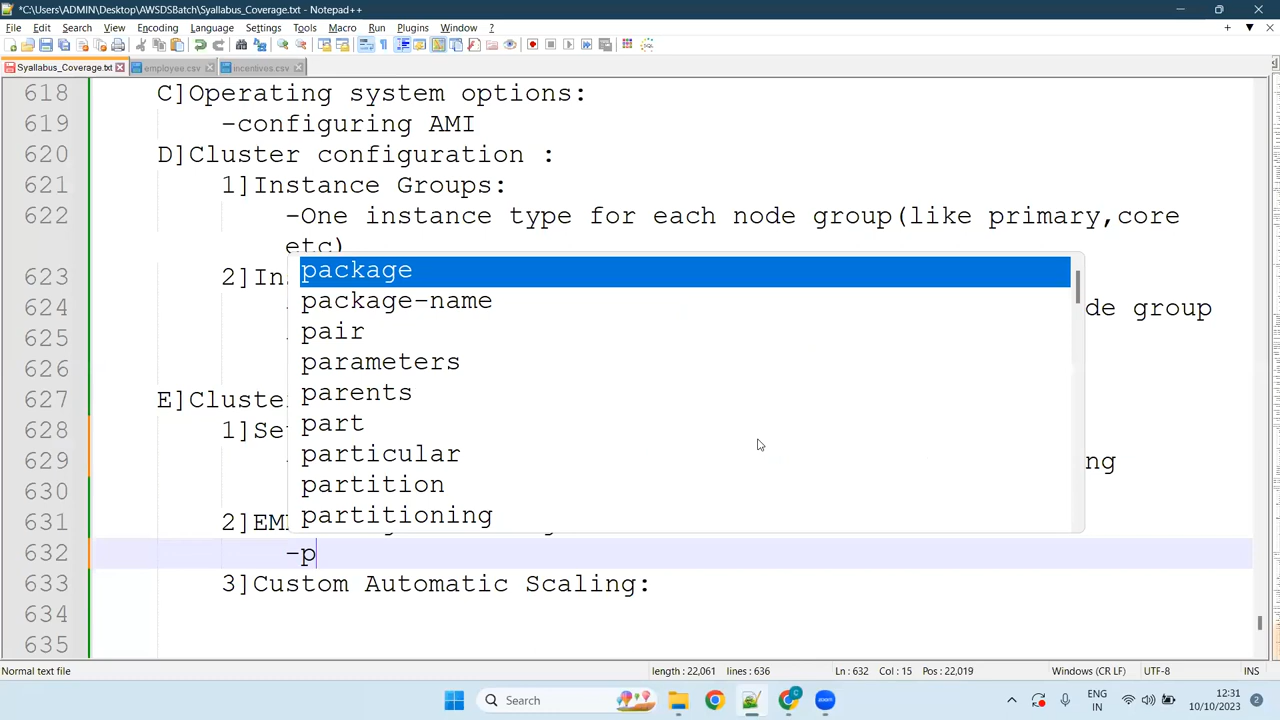 *C:\Users\ADMIN\Desktop\AWSDSBatch\Syallabus_Coverage.txt - Notepad++
File Edit Search View Encoding Language Settings Tools Macro Run Plugins Window ?
Syallabus_Coverage.txt employee.csv incentives.csv
618 C]Operating system options:
619 -configuring AMI
620 D]Cluster configuration :
621 1]Instance Groups:
622 -One instance type for each node group(like primary,core
etc)
package
623 2]In
package-name
624 de group
625
pair
626
parameters
627 E]Cluste
parents
628 1]Se
part
629 ng
particular
630
partition
631 2]EM
partitioning
632 -p
633 3]Custom Automatic Scaling:
634
635
Normal text file length : 22,061 lines : 636 Ln : 632 Col : 15 Pos : 22,019 Windows (CR LF) UTF-8 INS
Search ENG IN 12:31 10/10/2023